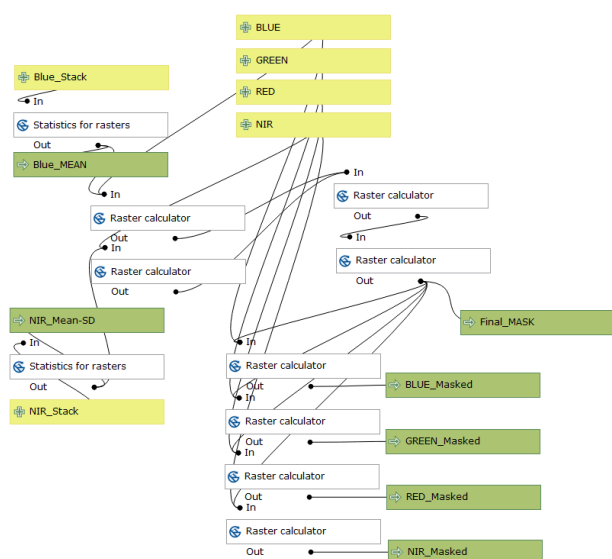 BLUE
GREEN
RED
NIR
Blue_Stack
In
Statistics for rasters
Out
Blue_MEAN
In
Raster calculator
Out
In
Raster calculator
Out
In
Raster calculator
Out
In
Raster calculator
Out
Final_MASK
NIR_Mean-SD
In
Statistics for rasters
Out
NIR_Stack
In
Raster calculator
Out
BLUE_Masked
In
Raster calculator
Out
GREEN_Masked
In
Raster calculator
Out
RED_Masked
In
Raster calculator
Out
NIR_Masked